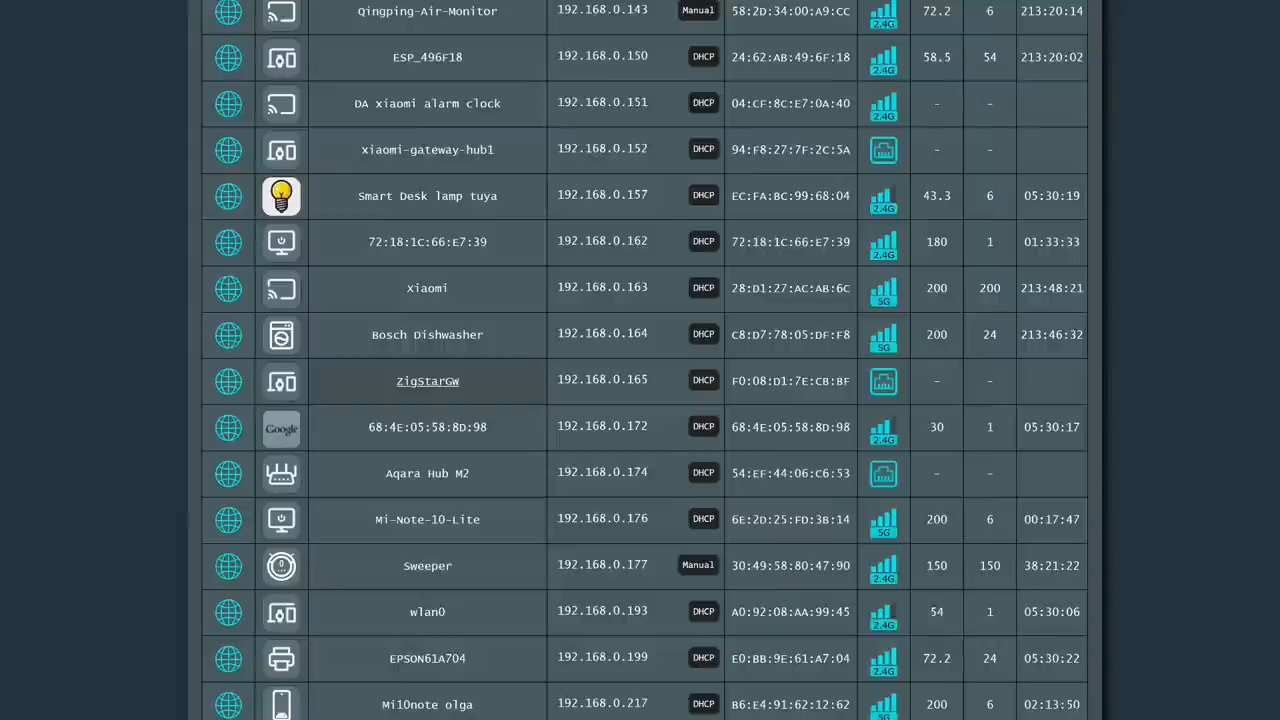 Qingping-Air-Monitor 192.168.0.143 Manual 58:2D:34:00:A9:CC 2.4G 72.2 6 213:20:14
ESP_496F18 192.168.0.150 DHCP 24:62:AB:49:6F:18 2.4G 58.5 54 213:20:02
DA xiaomi alarm clock 192.168.0.151 DHCP 04:CF:8C:E7:0A:40 2.4G - -
xiaomi-gateway-hub1 192.168.0.152 DHCP 94:F8:27:7F:2C:5A - -
Smart Desk lamp tuya 192.168.0.157 DHCP EC:FA:BC:99:68:04 2.4G 43.3 6 05:30:19
72:18:1C:66:E7:39 192.168.0.162 DHCP 72:18:1C:66:E7:39 2.4G 180 1 01:33:33
Xiaomi 192.168.0.163 DHCP 28:D1:27:AC:AB:6C 5G 200 200 213:48:21
Bosch Dishwasher 192.168.0.164 DHCP C8:D7:78:05:DF:F8 5G 200 24 213:46:32
ZigStarGW 192.168.0.165 DHCP F0:08:D1:7E:CB:BF - -
Google 68:4E:05:58:8D:98 192.168.0.172 DHCP 68:4E:05:58:8D:98 2.4G 30 1 05:30:17
Aqara Hub M2 192.168.0.174 DHCP 54:EF:44:06:C6:53 - -
Mi-Note-10-Lite 192.168.0.176 DHCP 6E:2D:25:FD:3B:14 5G 200 6 00:17:47
Sweeper 192.168.0.177 Manual 30:49:58:80:47:90 2.4G 150 150 38:21:22
wlan0 192.168.0.193 DHCP A0:92:08:AA:99:45 2.4G 54 1 05:30:06
EPSON61A704 192.168.0.199 DHCP E0:BB:9E:61:A7:04 2.4G 72.2 24 05:30:22
Mi10note olga 192.168.0.217 DHCP B6:E4:91:62:12:62 5G 200 6 02:13:50